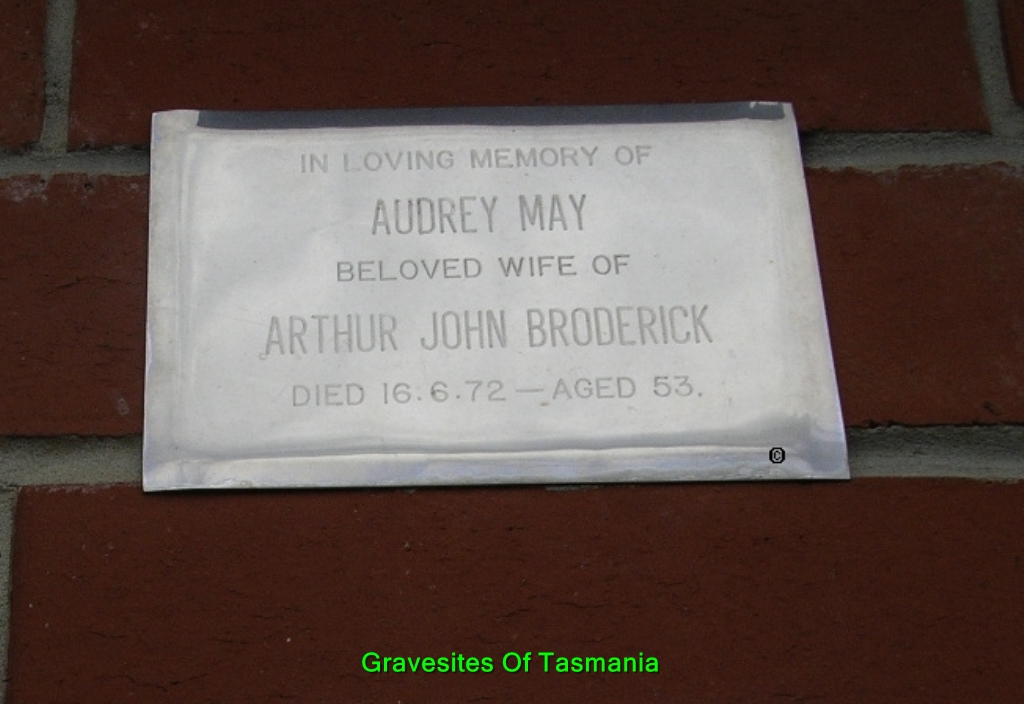 IN LOVING MEMORY OF
AUDREY MAY
BELOVED WIFE OF
ARTHUR JOHN BRODERICK
DIED 16.6.72 — AGED 53.
©
Gravesites Of Tasmania